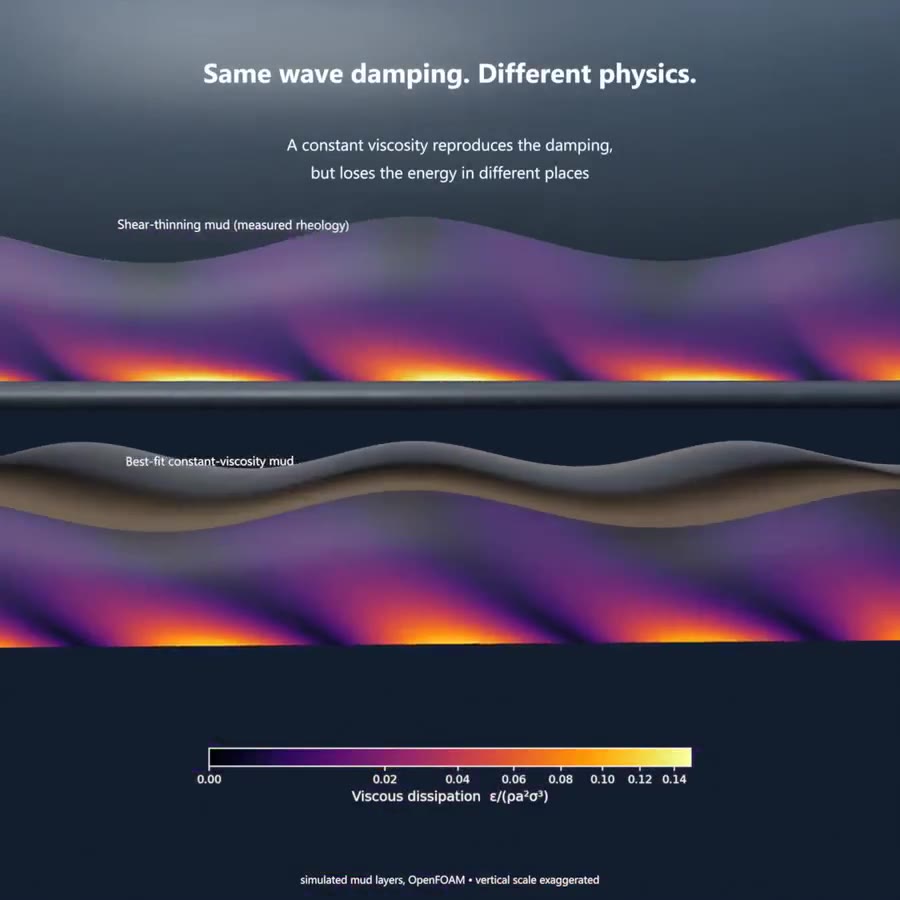 Same wave damping. Different physics.
A constant viscosity reproduces the damping,
but loses the energy in different places
Shear-thinning mud (measured rheology)
Best-fit constant-viscosity mud
0.00 0.02 0.04 0.06 0.08 0.10 0.12 0.14
Viscous dissipation ε/(ρa²σ³)
simulated mud layers, OpenFOAM • vertical scale exaggerated